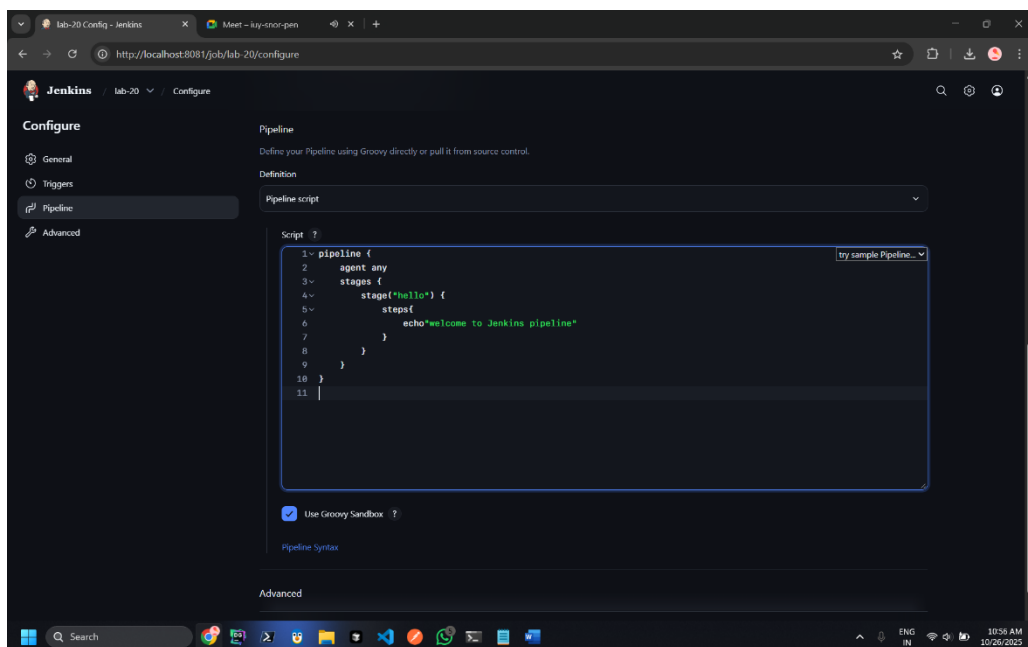 lab-20 Config - Jenkins
Meet – iuy-snor-pen
http://localhost:8081/job/lab-20/configure
Jenkins / lab-20 / Configure
Configure
General
Triggers
Pipeline
Advanced
Pipeline
Define your Pipeline using Groovy directly or pull it from source control.
Definition
Pipeline script
Script ?
try sample Pipeline...
1 pipeline {
2 agent any
3 stages {
4 stage("hello") {
5 steps{
6 echo"welcome to Jenkins pipeline"
7 }
8 }
9 }
10 }
11
Use Groovy Sandbox ?
Pipeline Syntax
Advanced
Search
ENG
IN
10:56 AM
10/26/2025